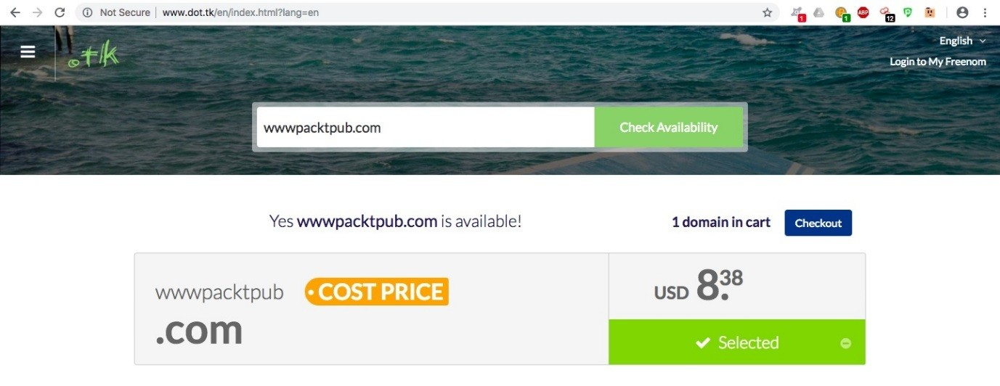 Not Secure | www.dot.tk/en/index.html?lang=en
1
1
ABP
12
English
.tk
Login to My Freenom
wwwpacktpub.com
Check Availability
Yes wwwpacktpub.com is available!
1 domain in cart
Checkout
wwwpacktpub
COST PRICE
.com
USD 8.38
Selected